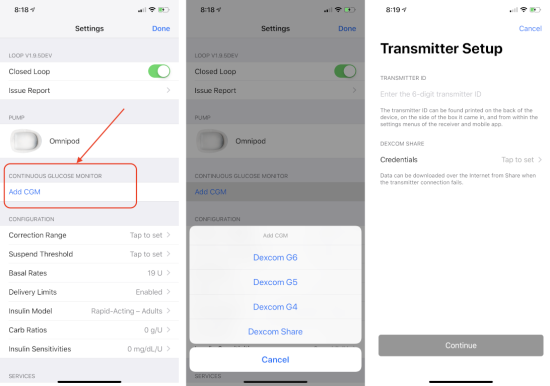 8:18
Settings
Done
LOOP V1.9.5DEV
Closed Loop
Issue Report
PUMP
Omnipod
CONTINUOUS GLUCOSE MONITOR
Add CGM
CONFIGURATION
Correction Range Tap to set
Suspend Threshold Tap to set
Basal Rates 19 U
Delivery Limits Enabled
Insulin Model Rapid-Acting – Adults
Carb Ratios 0 g/U
Insulin Sensitivities 0 mg/dL/U
SERVICES
8:18
Settings
Done
LOOP V1.9.5DEV
Closed Loop
Issue Report
PUMP
Omnipod
CONTINUOUS GLUCOSE MONITOR
Add CGM
CONFIGURATION
Add CGM
Dexcom G6
Dexcom G5
Dexcom G4
Dexcom Share
Cancel
SERVICES
8:19
Cancel
Transmitter Setup
TRANSMITTER ID
Enter the 6-digit transmitter ID
The transmitter ID can be found printed on the back of the
device, on the side of the box it came in, and from within the
settings menus of the receiver and mobile app.
DEXCOM SHARE
Credentials Tap to set
Data can be downloaded over the Internet from Share when
the transmitter connection fails.
Continue